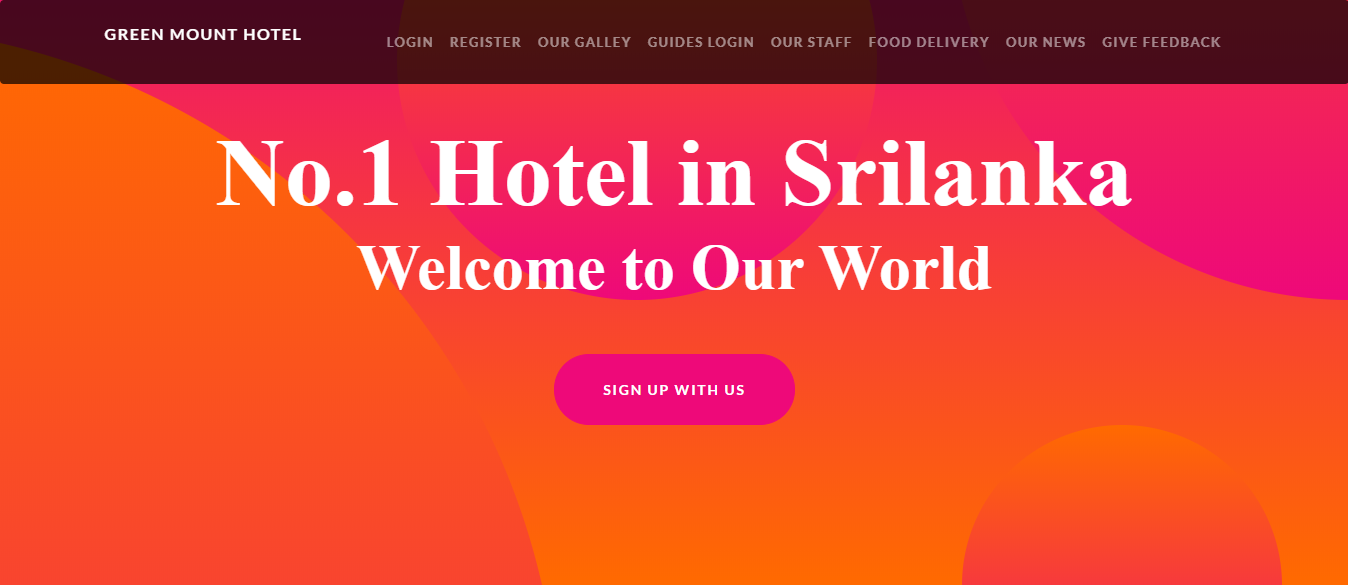 GREEN MOUNT HOTEL
LOGIN REGISTER OUR GALLEY GUIDES LOGIN OUR STAFF FOOD DELIVERY OUR NEWS GIVE FEEDBACK
No.1 Hotel in Srilanka
Welcome to Our World
SIGN UP WITH US